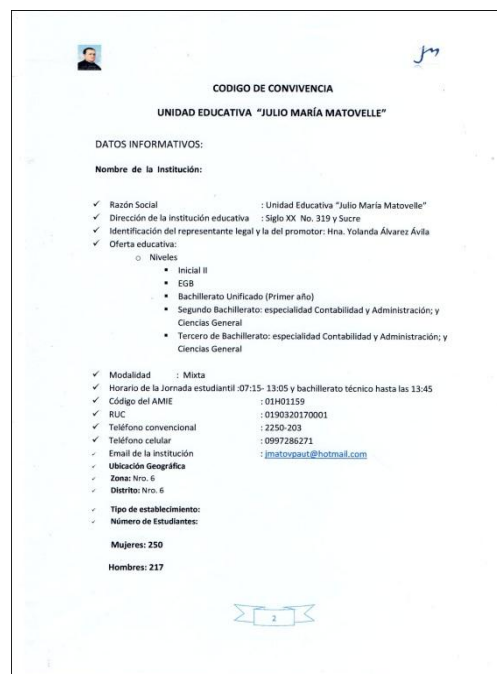 jm
CODIGO DE CONVIVENCIA
UNIDAD EDUCATIVA “JULIO MARÍA MATOVELLE”
DATOS INFORMATIVOS:
Nombre de la Institución:
✓ Razón Social : Unidad Educativa “Julio María Matovelle”
✓ Dirección de la institución educativa : Siglo XX No. 319 y Sucre
✓ Identificación del representante legal y la del promotor: Hna. Yolanda Álvarez Ávila
✓ Oferta educativa:
○ Niveles
▪ Inicial II
▪ EGB
▪ Bachillerato Unificado (Primer año)
▪ Segundo Bachillerato: especialidad Contabilidad y Administración; y
Ciencias General
▪ Tercero de Bachillerato: especialidad Contabilidad y Administración; y
Ciencias General
✓ Modalidad : Mixta
✓ Horario de la Jornada estudiantil :07:15- 13:05 y bachillerato técnico hasta las 13:45
✓ Código del AMIE : 01H01159
✓ RUC : 0190320170001
✓ Teléfono convencional : 2250-203
✓ Teléfono celular : 0997286271
✓ Email de la institución : jmatovpaut@hotmail.com
✓ Ubicación Geográfica
✓ Zona: Nro. 6
✓ Distrito: Nro. 6
✓ Tipo de establecimiento:
✓ Número de Estudiantes:
Mujeres: 250
Hombres: 217
2